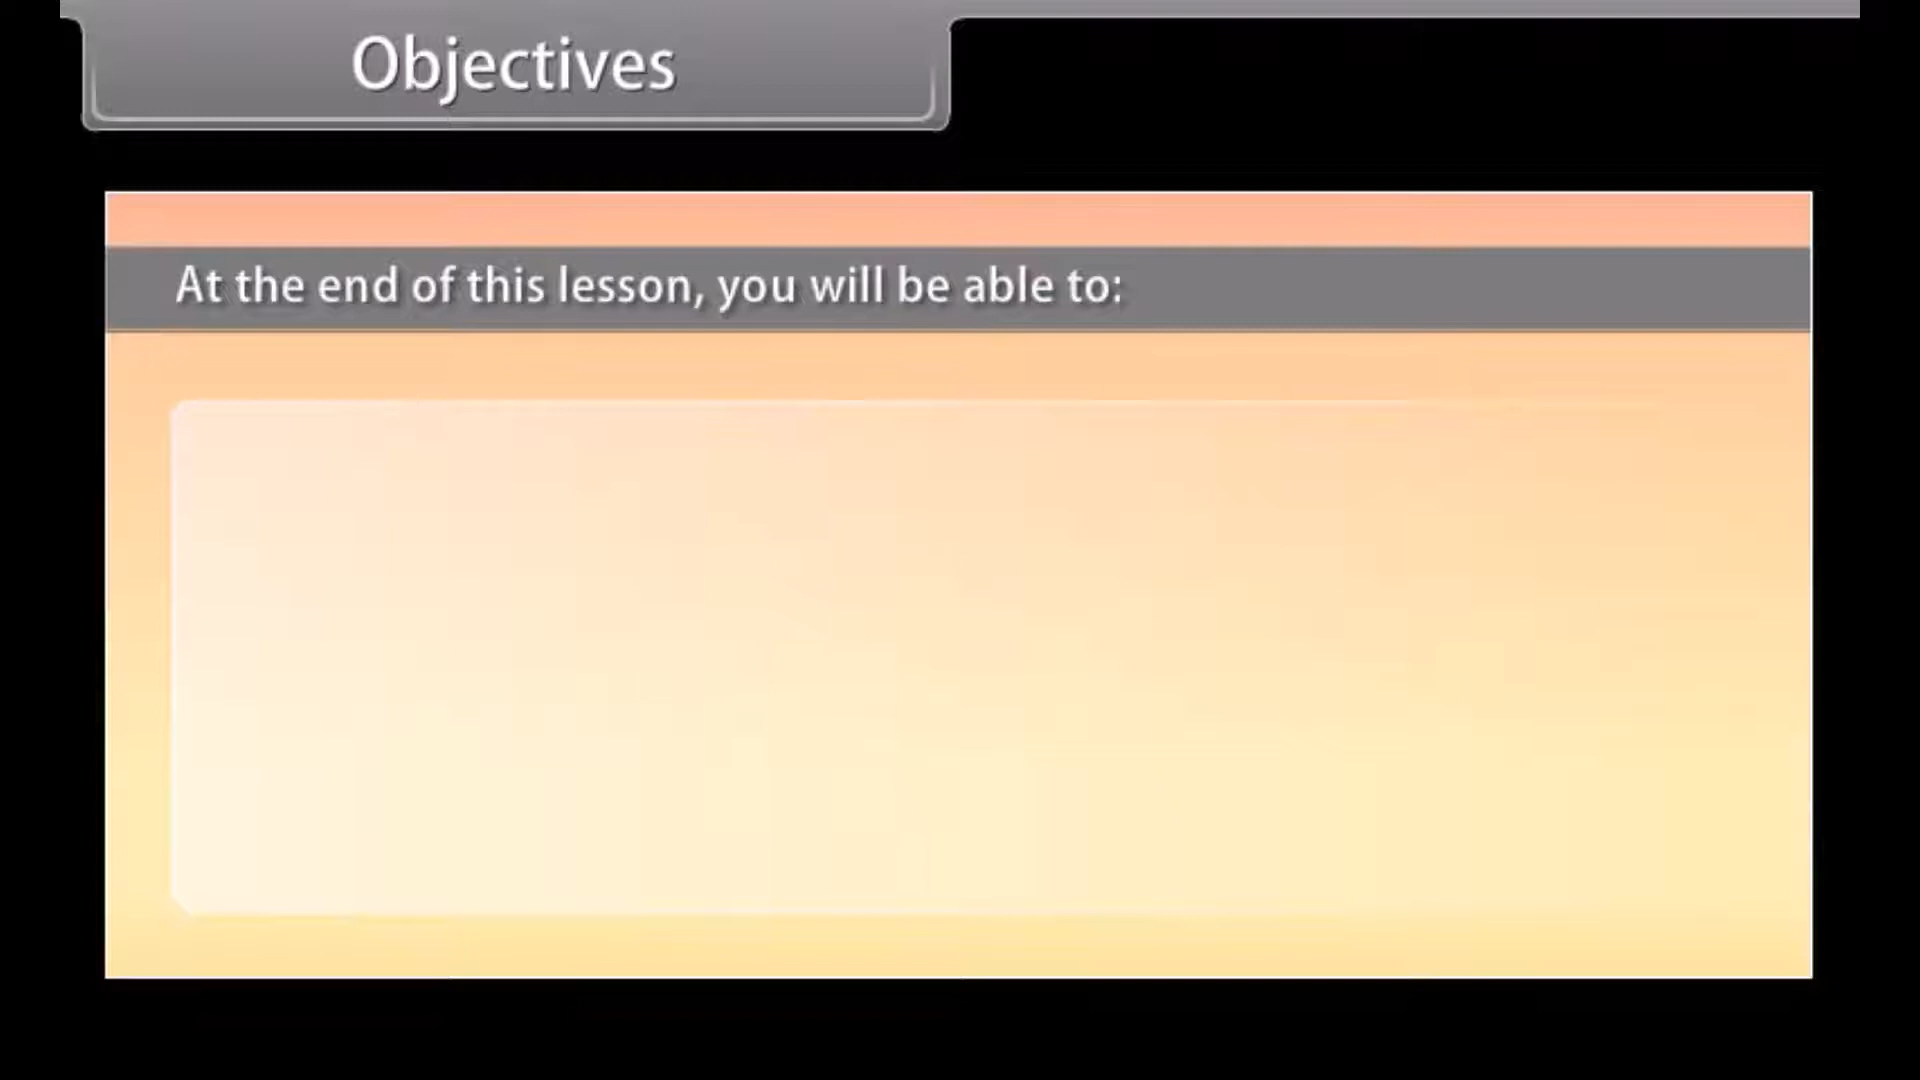 Objectives
At the end of this lesson, you will be able to: